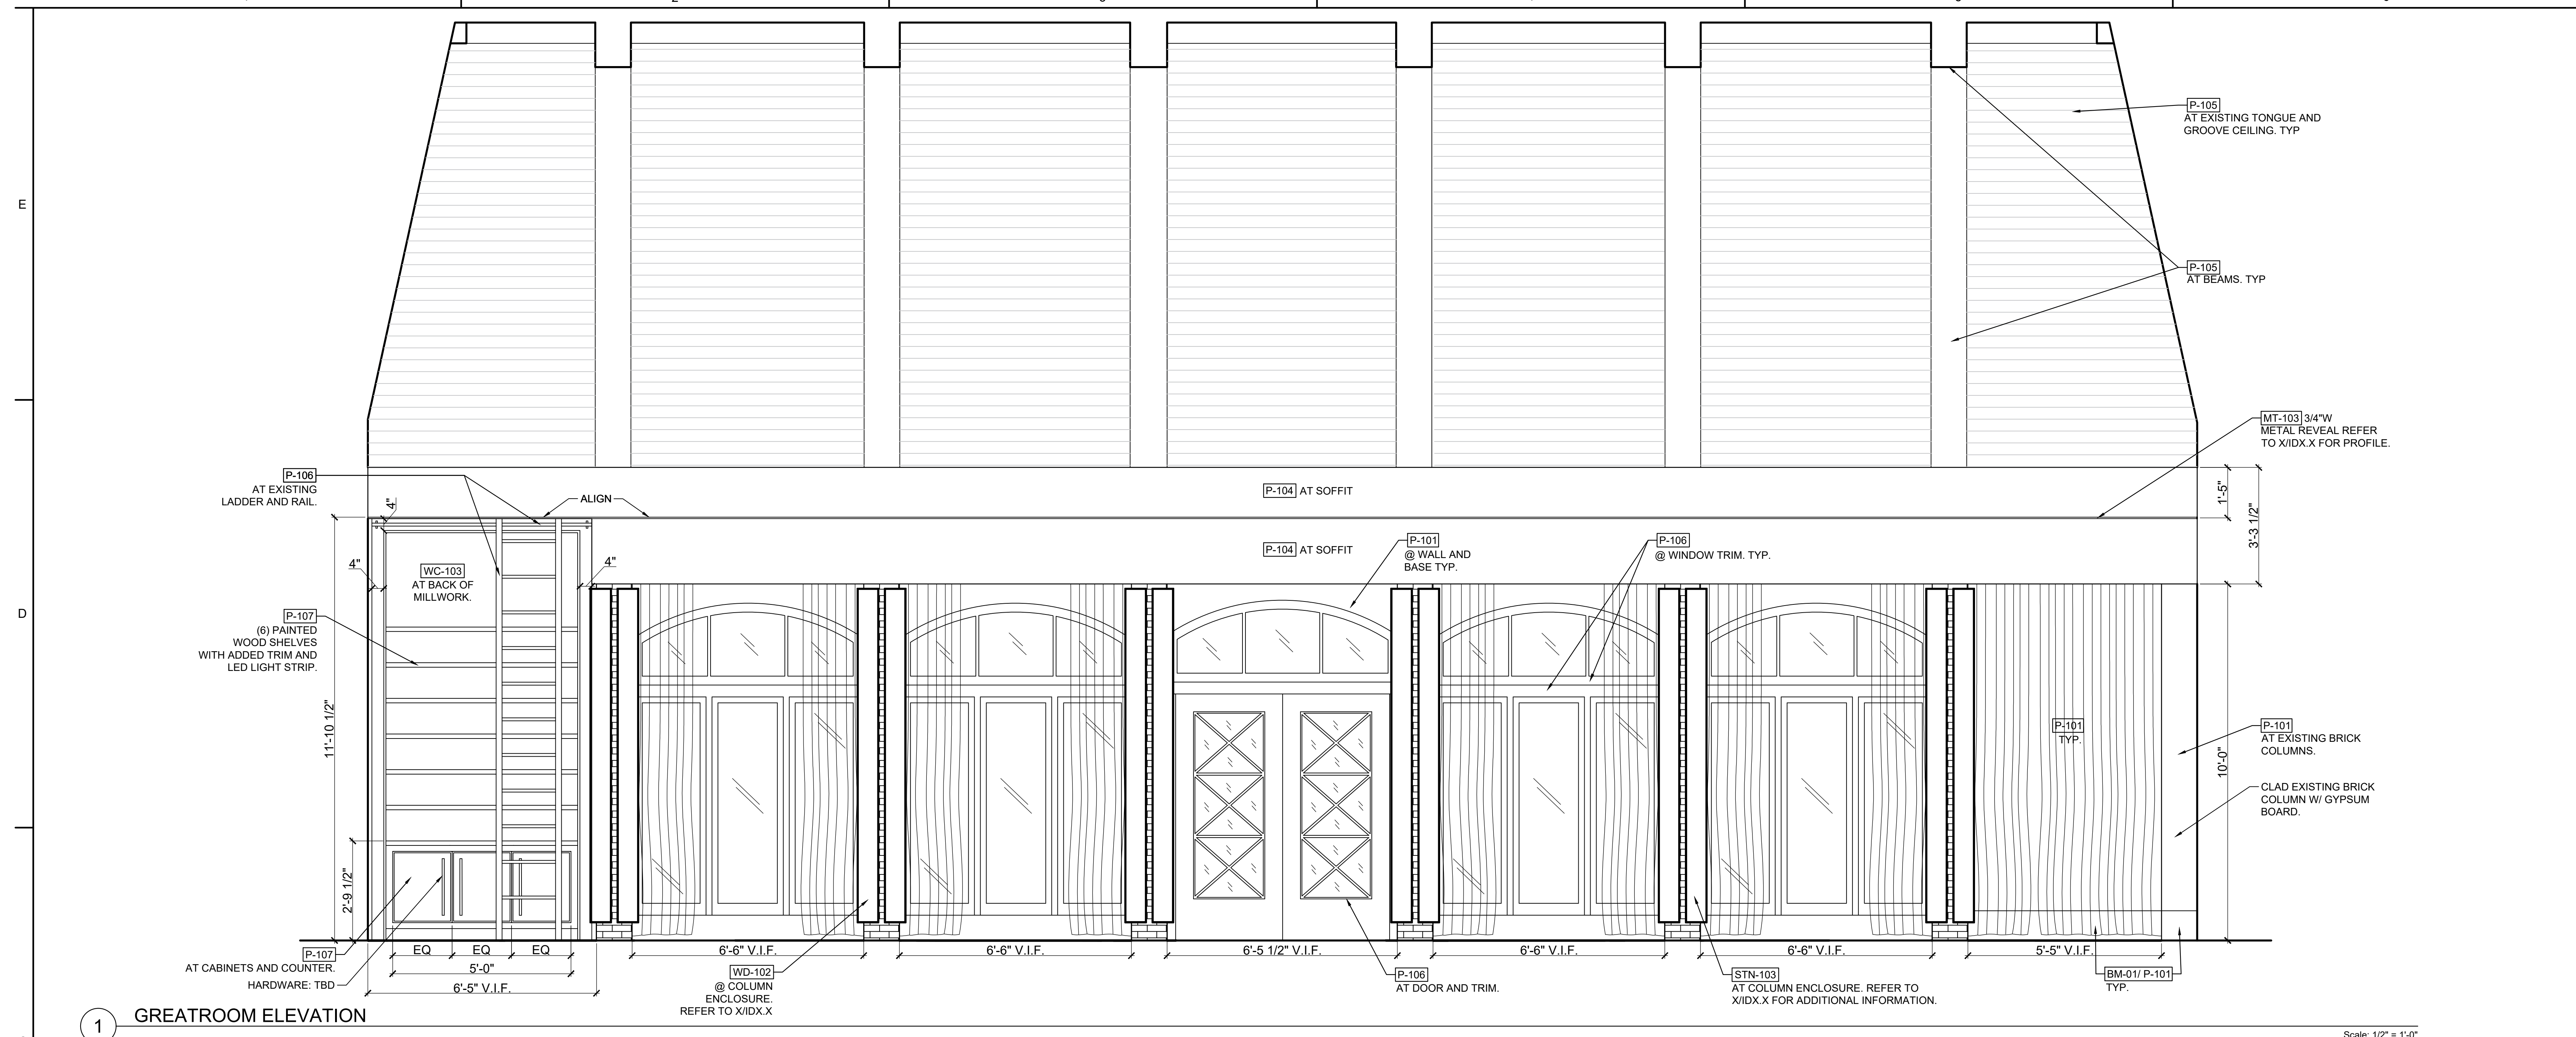 E
D
P-105
AT EXISTING TONGUE AND
GROOVE CEILING. TYP
P-105
AT BEAMS. TYP
MT-103 3/4"W
METAL REVEAL REFER
TO X/IDX.X FOR PROFILE.
P-106
AT EXISTING
LADDER AND RAIL.
4"
ALIGN
P-104 AT SOFFIT
1'-5"
3'-3 1/2"
P-104 AT SOFFIT
P-101
@ WALL AND
BASE TYP.
P-106
@ WINDOW TRIM. TYP.
4"
4"
WC-103
AT BACK OF
MILLWORK.
P-107
(6) PAINTED
WOOD SHELVES
WITH ADDED TRIM AND
LED LIGHT STRIP.
11'-10 1/2"
2'-9 1/2"
P-101
TYP.
P-101
AT EXISTING BRICK
COLUMNS.
10'-0"
CLAD EXISTING BRICK
COLUMN W/ GYPSUM
BOARD.
P-107
AT CABINETS AND COUNTER.
HARDWARE: TBD
EQ EQ EQ
5'-0"
6'-5" V.I.F.
6'-6" V.I.F.
6'-6" V.I.F.
6'-5 1/2" V.I.F.
6'-6" V.I.F.
6'-6" V.I.F.
5'-5" V.I.F.
WD-102
@ COLUMN
ENCLOSURE.
REFER TO X/IDX.X
P-106
AT DOOR AND TRIM.
STN-103
AT COLUMN ENCLOSURE. REFER TO
X/IDX.X FOR ADDITIONAL INFORMATION.
BM-01/ P-101
TYP.
1 GREATROOM ELEVATION
Scale: 1/2" = 1'-0"